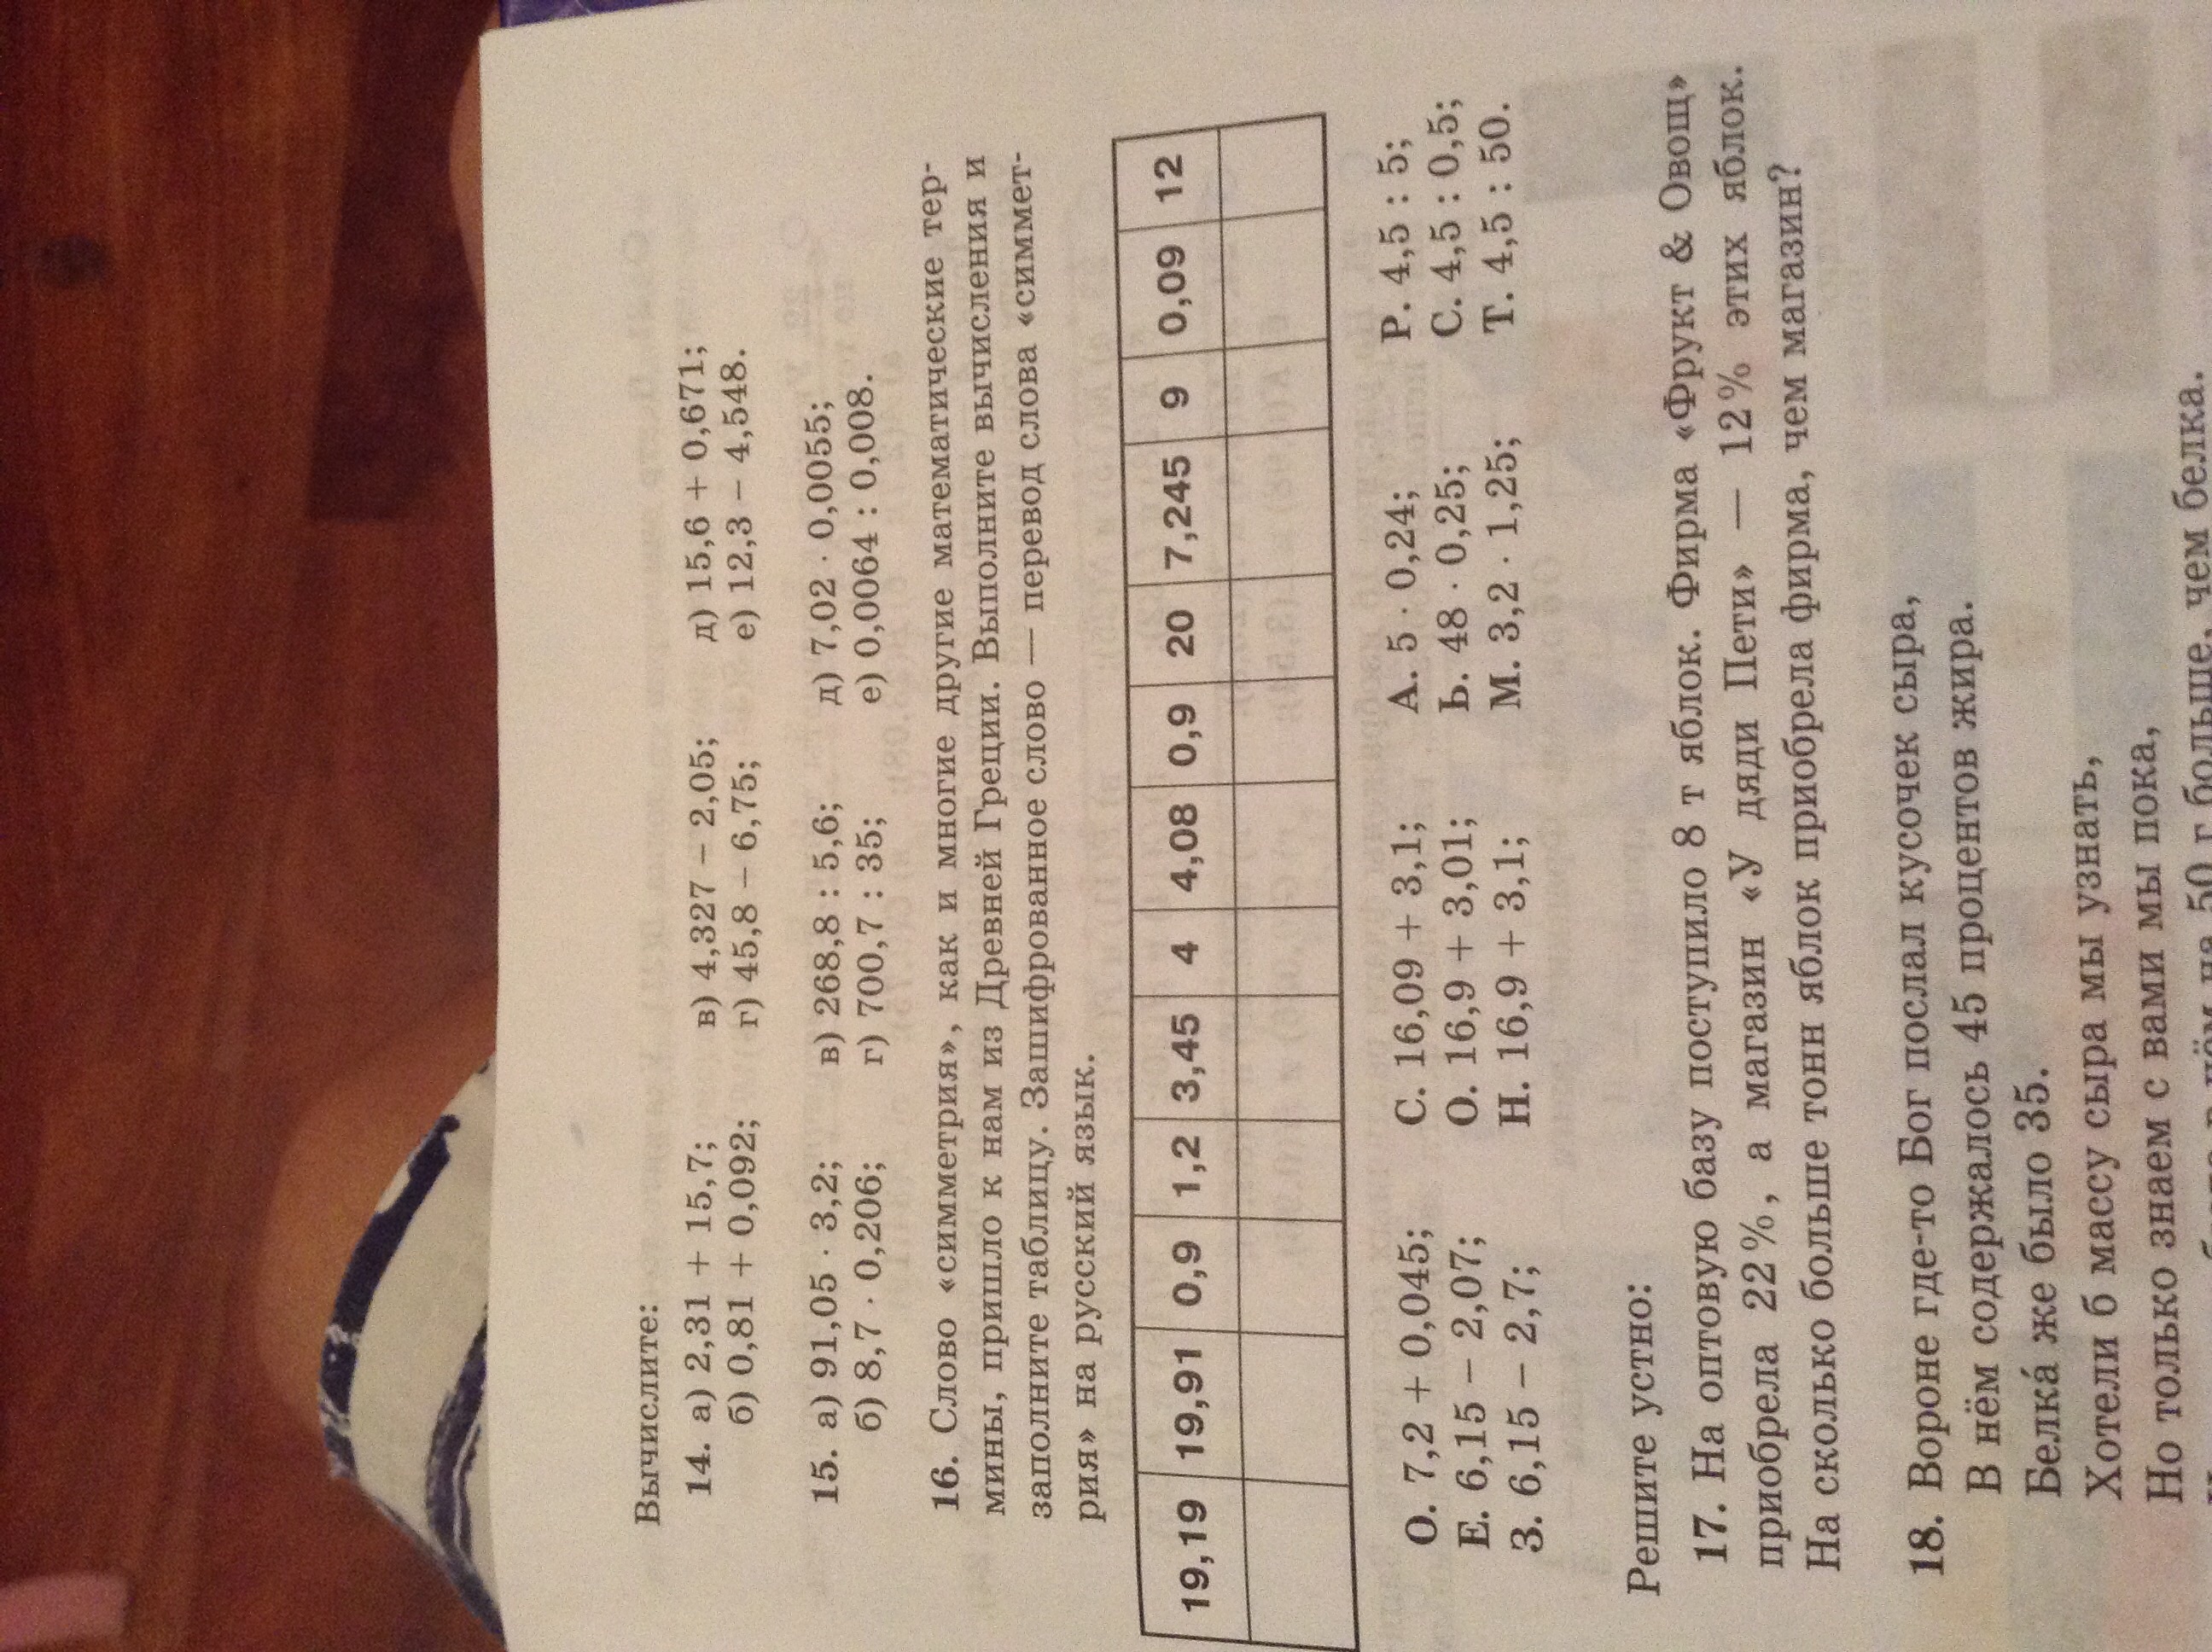 Вычислите:
14. а) 2,31 + 15,7; в) 4,327 − 2,05; д) 15,6 + 0,671;
б) 0,81 + 0,092; г) 45,8 − 6,75; е) 12,3 − 4,548.
15. а) 91,05 · 3,2; в) 268,8 : 5,6; д) 7,02 · 0,0055;
б) 8,7 · 0,206; г) 700,7 : 35; е) 0,0064 : 0,008.
16. Слово «симметрия», как и многие другие математические тер-
мины, пришло к нам из Древней Греции. Выполните вычисления и
заполните таблицу. Зашифрованное слово — перевод слова «симмет-
рия» на русский язык.
19,19 19,91 0,9 1,2 3,45 4 4,08 0,9 20 7,245 9 0,09 12
О. 7,2 + 0,045; С. 16,09 + 3,1; А. 5 · 0,24; Р. 4,5 : 5;
Е. 6,15 − 2,07; О. 16,9 + 3,01; Ь. 48 · 0,25; С. 4,5 : 0,5;
З. 6,15 − 2,7; Н. 16,9 + 3,1; М. 3,2 · 1,25; Т. 4,5 : 50.
Решите устно:
17. На оптовую базу поступило 8 т яблок. Фирма «Фрукт & Овощ»
приобрела 22%, а магазин «У дяди Пети» — 12% этих яблок.
На сколько больше тонн яблок приобрела фирма, чем магазин?
18. Вороне где-то Бог послал кусочек сыра,
В нём содержалось 45 процентов жира.
Белка́ же было 35.
Хотели б массу сыра мы узнать,
Но только знаем с вами мы пока,
на 50 г больше, чем белка.